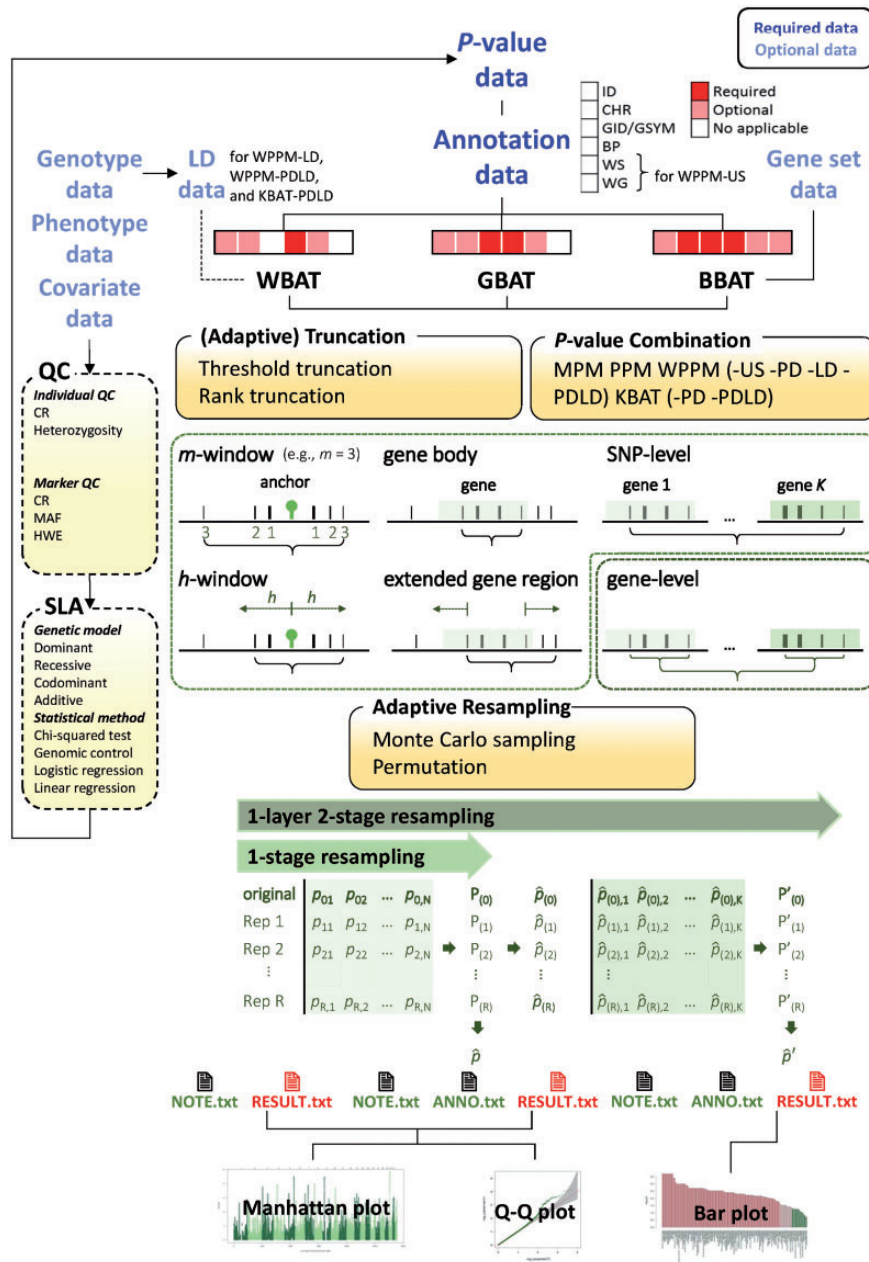 Required data
Optional data
P-value
data
ID
CHR
GID/GSYM
BP
WS
WG
for WPPM-US
Required
Optional
No applicable
Annotation
data
Genotype
data
LD
data
for WPPM-LD,
WPPM-PDLD,
and KBAT-PDLD
Gene set
data
Phenotype
data
Covariate
data
WBAT
GBAT
BBAT
(Adaptive) Truncation
Threshold truncation
Rank truncation
P-value Combination
MPM PPM WPPM (-US -PD -LD -
PDLD) KBAT (-PD -PDLD)
QC
Individual QC
CR
Heterozygosity
Marker QC
CR
MAF
HWE
SLA
Genetic model
Dominant
Recessive
Codominant
Additive
Statistical method
Chi-squared test
Genomic control
Logistic regression
Linear regression
m-window (e.g., m = 3)
anchor
3 2 1 1 2 3
gene body
gene
SNP-level
gene 1 ... gene K
h-window
h h
extended gene region
gene-level
...
Adaptive Resampling
Monte Carlo sampling
Permutation
1-layer 2-stage resampling
1-stage resampling
original p01 p02 ... p0,N P(0) p̂(0) p̂(0),1 p̂(0),2 ... p̂(0),K P'(0)
Rep 1 p11 p12 ... p1,N P(1) p̂(1) p̂(1),1 p̂(1),2 ... p̂(1),K P'(1)
Rep 2 p21 p22 ... p2,N P(2) p̂(2) p̂(2),1 p̂(2),2 ... p̂(2),K P'(2)
⋮ ⋮ ⋮ ⋮ ⋮
Rep R pR,1 pR,2 ... pR,N P(R) p̂(R) p̂(R),1 p̂(R),2 ... p̂(R),K P'(R)
p̂ p̂'
NOTE.txt RESULT.txt NOTE.txt ANNO.txt RESULT.txt NOTE.txt ANNO.txt RESULT.txt
Manhattan plot
Q-Q plot
Bar plot